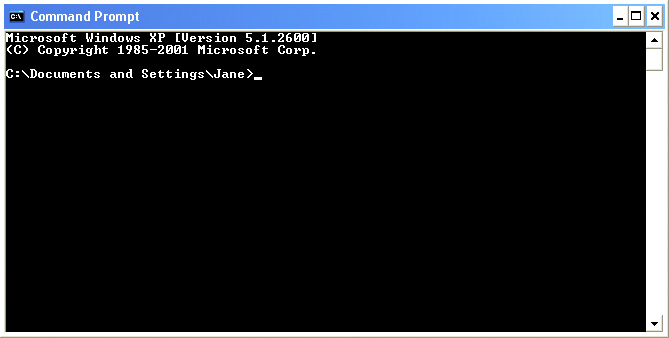 C:\ Command Prompt
Microsoft Windows XP [Version 5.1.2600]
(C) Copyright 1985-2001 Microsoft Corp.
C:\Documents and Settings\Jane>_